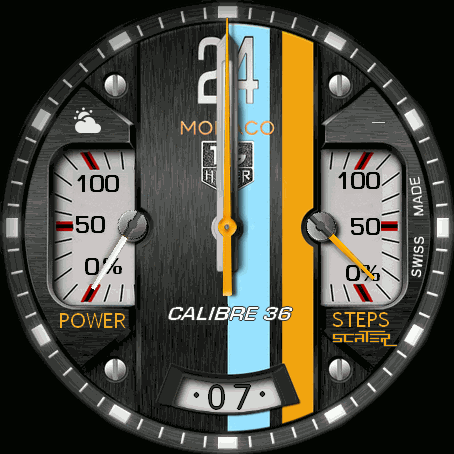 24
MONACO
TAG
HEUER
100
50
0%
POWER
100
50
0%
STEPS
SCATER
SWISS MADE
CALIBRE 36
07